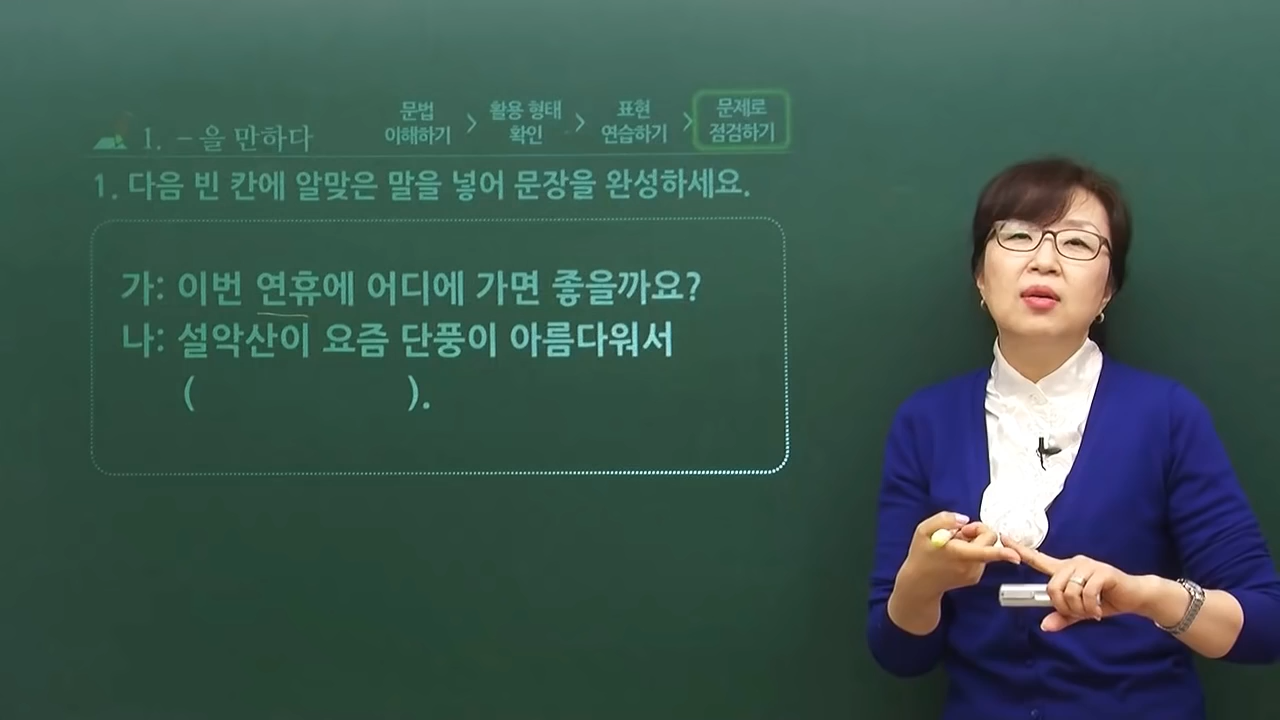 1. -을 만하다
문법 이해하기 > 활용 형태 확인 > 표현 연습하기 > 문제로 점검하기
1. 다음 빈 칸에 알맞은 말을 넣어 문장을 완성하세요.
가: 이번 연휴에 어디에 가면 좋을까요?
나: 설악산이 요즘 단풍이 아름다워서
( ).